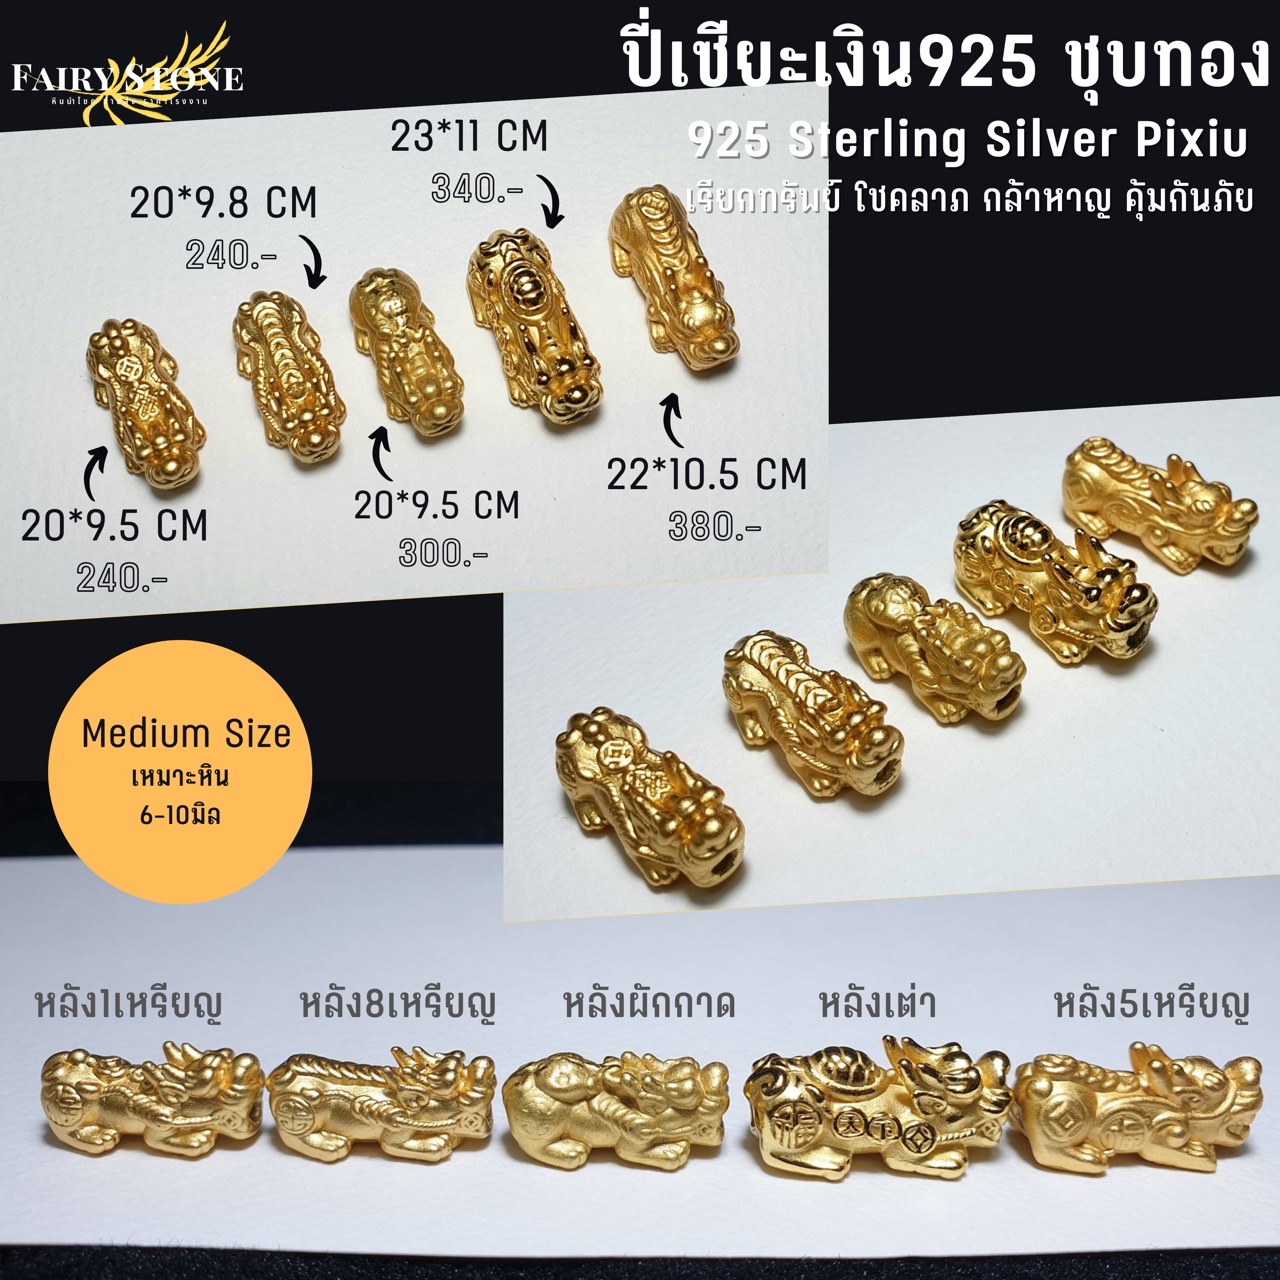 FAIRY STONE
ปี่เซียะเงิน925 ชุบทอง
925 Sterling Silver Pixiu
เรียกทรัพย์ โชคลาภ กล้าหาญ คุ้มกันภัย
23*11 CM
340.-
20*9.8 CM
240.-
20*9.5 CM
240.-
20*9.5 CM
300.-
22*10.5 CM
380.-
Medium Size
เหมาะหิน
6-10มิล
หลัง1เหรียญ
หลัง8เหรียญ
หลังผักกาด
หลังเต่า
หลัง5เหรียญ
福
天下